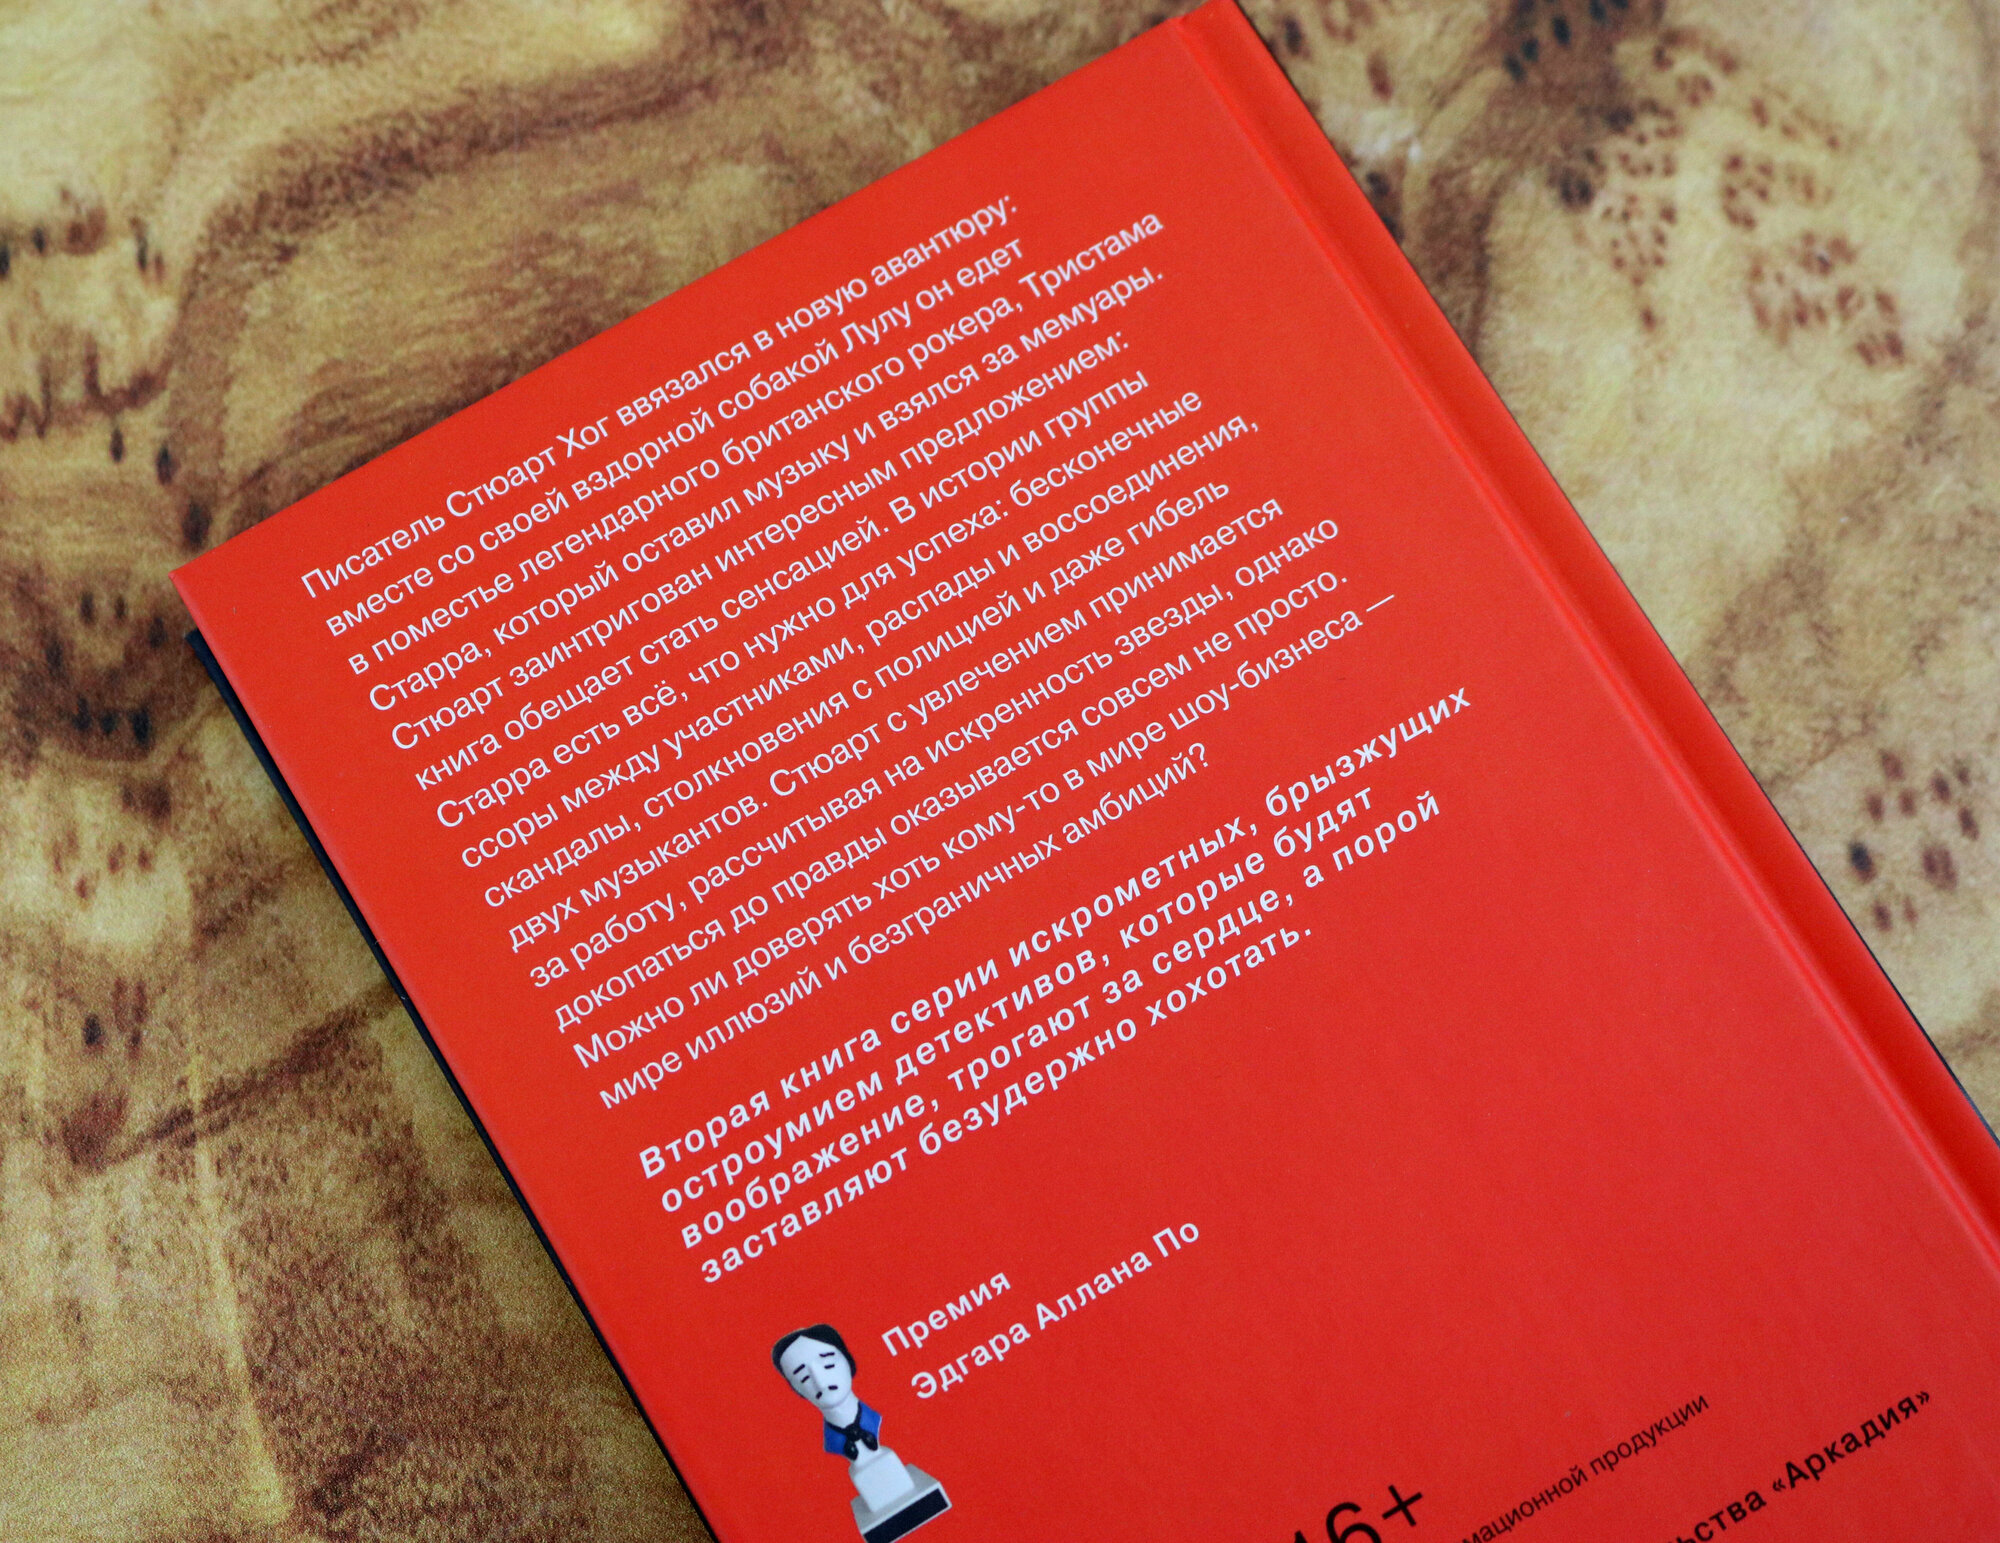 Писатель Стюарт Хог ввязался в новую авантюру:
вместе со своей вздорной собакой Лулу он едет
в поместье легендарного британского рокера, Тристама
Старра, который оставил музыку и взялся за мемуары.
Стюарт заинтригован интересным предложением:
книга обещает стать сенсацией. В истории группы
Старра есть всё, что нужно для успеха: бесконечные
ссоры между участниками, распады и воссоединения,
скандалы, столкновения с полицией и даже гибель
двух музыкантов. Стюарт с увлечением принимается
за работу, рассчитывая на искренность звезды, однако
докопаться до правды оказывается совсем не просто.
Можно ли доверять хоть кому-то в мире шоу-бизнеса —
мире иллюзий и безграничных амбиций?
Вторая книга серии искрометных, брызжущих
остроумием детективов, которые будят
воображение, трогают за сердце, а порой
заставляют безудержно хохотать.
Премия
Эдгара Аллана По
16+
мационной продукции
льства «Аркадия»